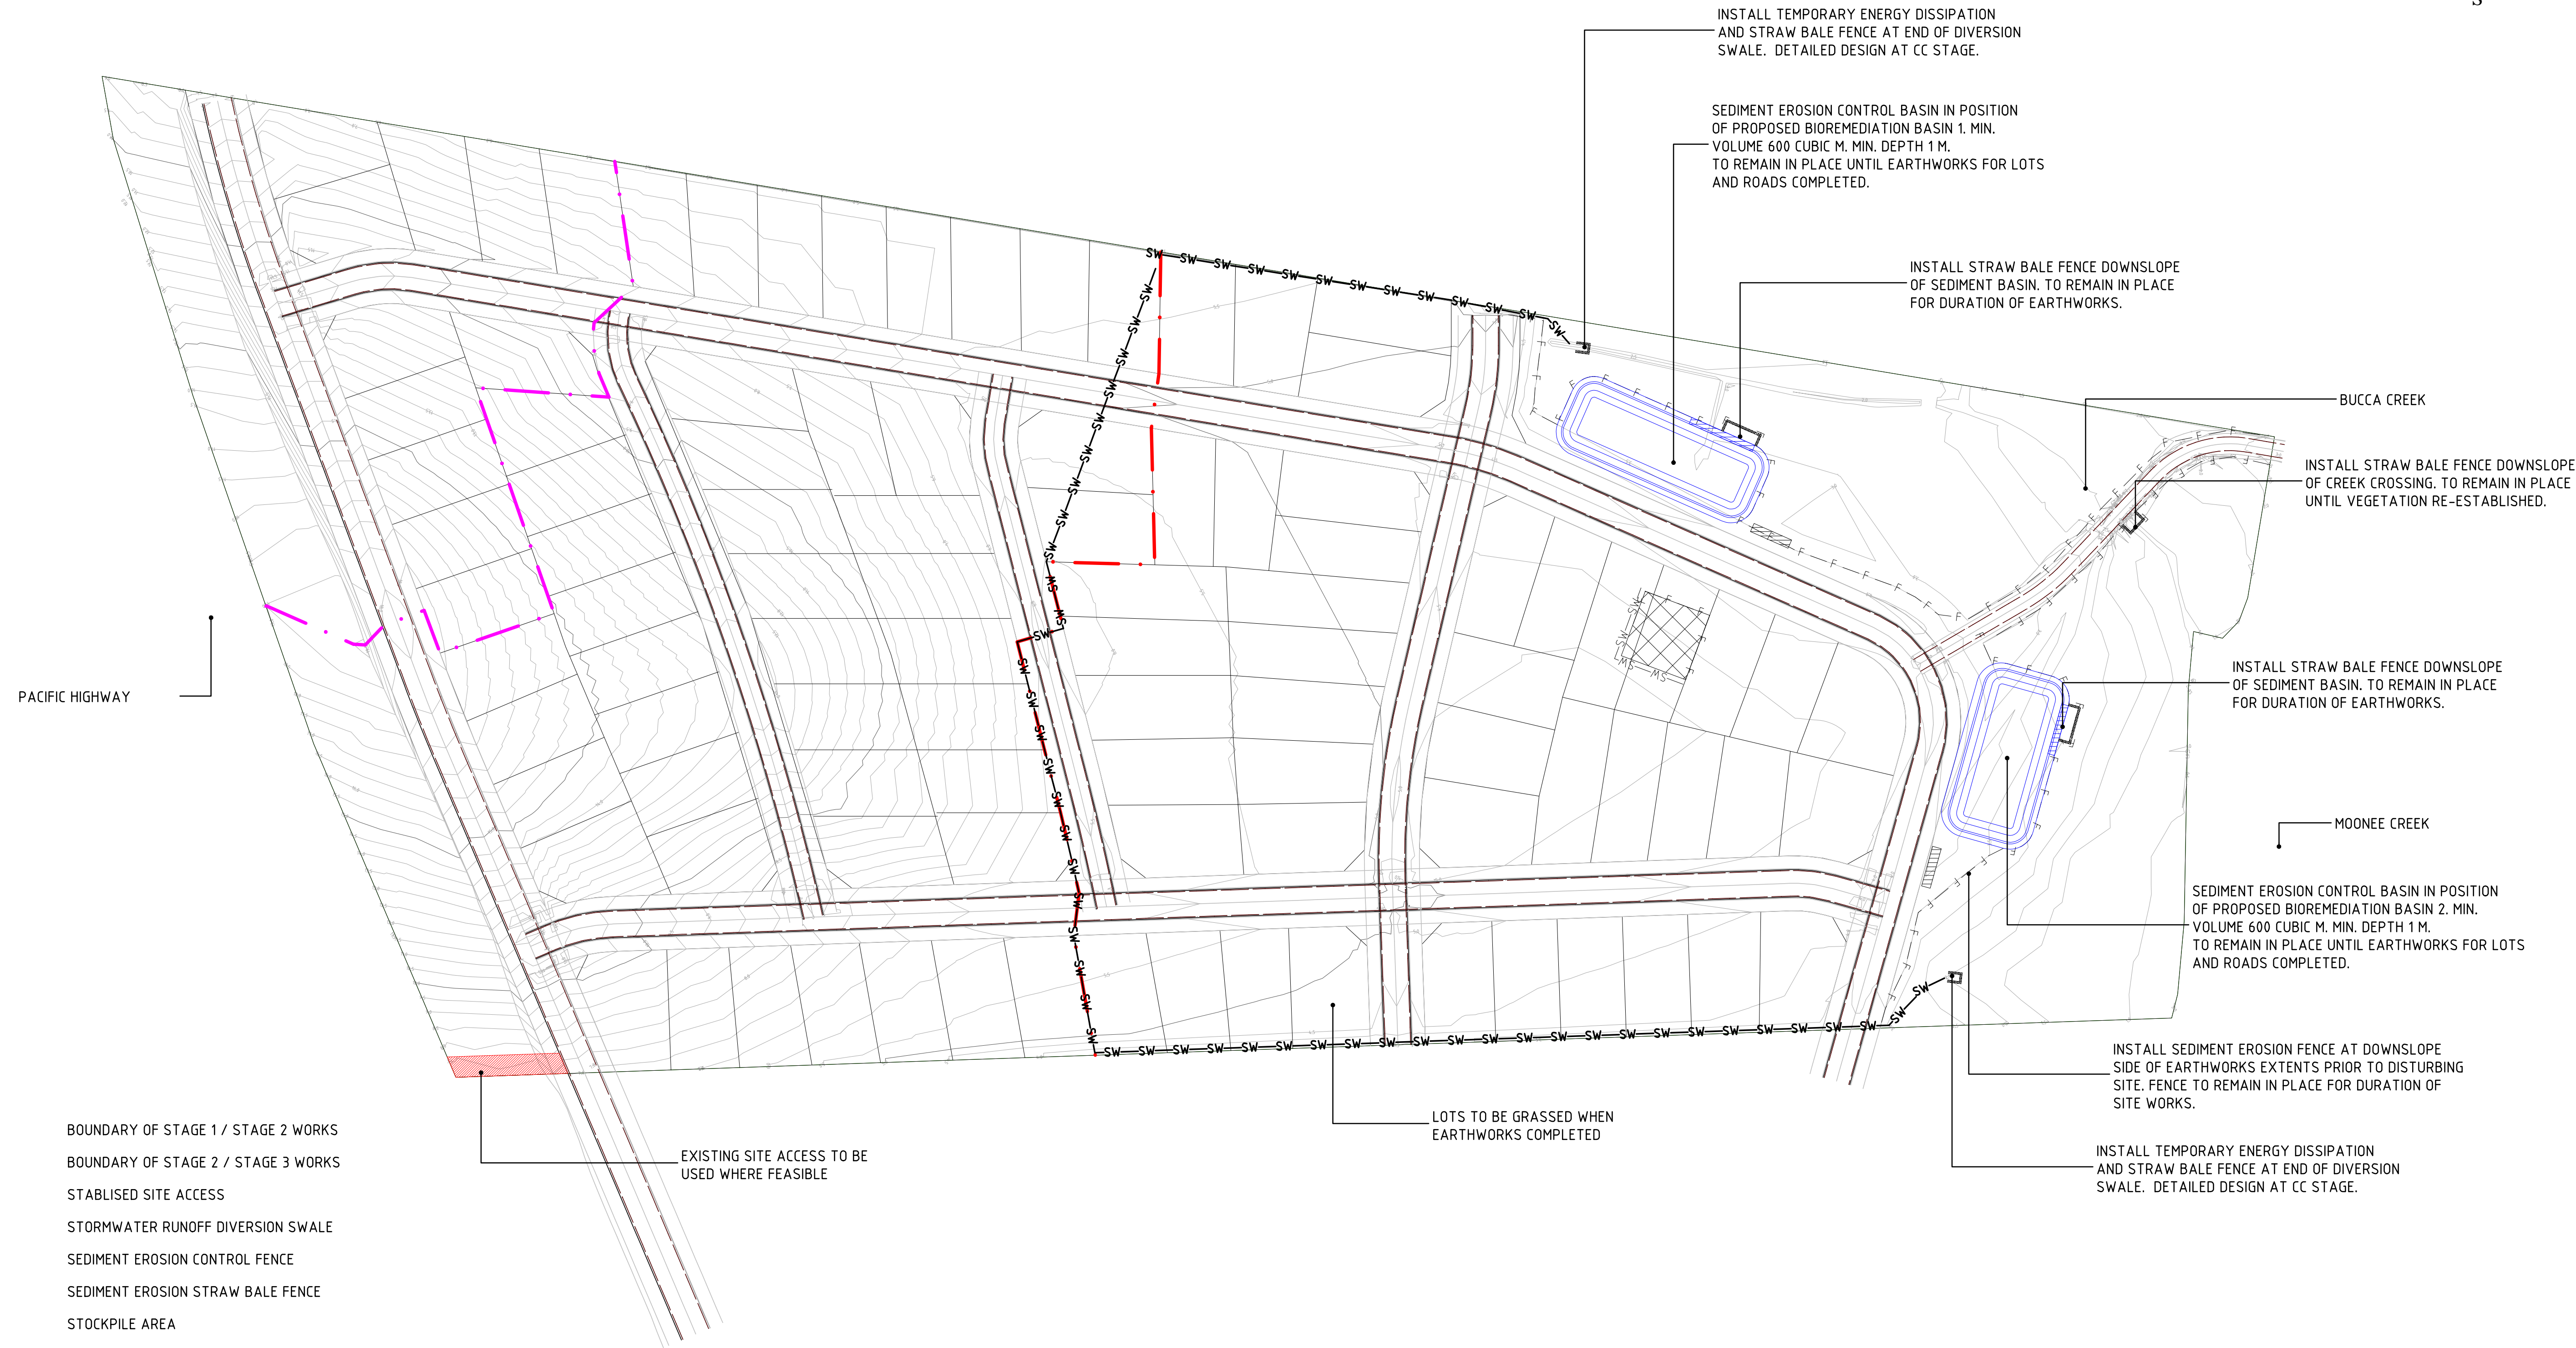 INSTALL TEMPORARY ENERGY DISSIPATION
AND STRAW BALE FENCE AT END OF DIVERSION
SWALE. DETAILED DESIGN AT CC STAGE.
SEDIMENT EROSION CONTROL BASIN IN POSITION
OF PROPOSED BIOREMEDIATION BASIN 1. MIN.
VOLUME 600 CUBIC M. MIN. DEPTH 1 M.
TO REMAIN IN PLACE UNTIL EARTHWORKS FOR LOTS
AND ROADS COMPLETED.
INSTALL STRAW BALE FENCE DOWNSLOPE
OF SEDIMENT BASIN. TO REMAIN IN PLACE
FOR DURATION OF EARTHWORKS.
BUCCA CREEK
INSTALL STRAW BALE FENCE DOWNSLOPE
OF CREEK CROSSING. TO REMAIN IN PLACE
UNTIL VEGETATION RE-ESTABLISHED.
INSTALL STRAW BALE FENCE DOWNSLOPE
OF SEDIMENT BASIN. TO REMAIN IN PLACE
FOR DURATION OF EARTHWORKS.
PACIFIC HIGHWAY
MOONEE CREEK
SEDIMENT EROSION CONTROL BASIN IN POSITION
OF PROPOSED BIOREMEDIATION BASIN 2. MIN.
VOLUME 600 CUBIC M. MIN. DEPTH 1 M.
TO REMAIN IN PLACE UNTIL EARTHWORKS FOR LOTS
AND ROADS COMPLETED.
INSTALL SEDIMENT EROSION FENCE AT DOWNSLOPE
SIDE OF EARTHWORKS EXTENTS PRIOR TO DISTURBING
SITE. FENCE TO REMAIN IN PLACE FOR DURATION OF
SITE WORKS.
LOTS TO BE GRASSED WHEN
EARTHWORKS COMPLETED
INSTALL TEMPORARY ENERGY DISSIPATION
AND STRAW BALE FENCE AT END OF DIVERSION
SWALE. DETAILED DESIGN AT CC STAGE.
EXISTING SITE ACCESS TO BE
USED WHERE FEASIBLE
BOUNDARY OF STAGE 1 / STAGE 2 WORKS
BOUNDARY OF STAGE 2 / STAGE 3 WORKS
STABLISED SITE ACCESS
STORMWATER RUNOFF DIVERSION SWALE
SEDIMENT EROSION CONTROL FENCE
SEDIMENT EROSION STRAW BALE FENCE
STOCKPILE AREA